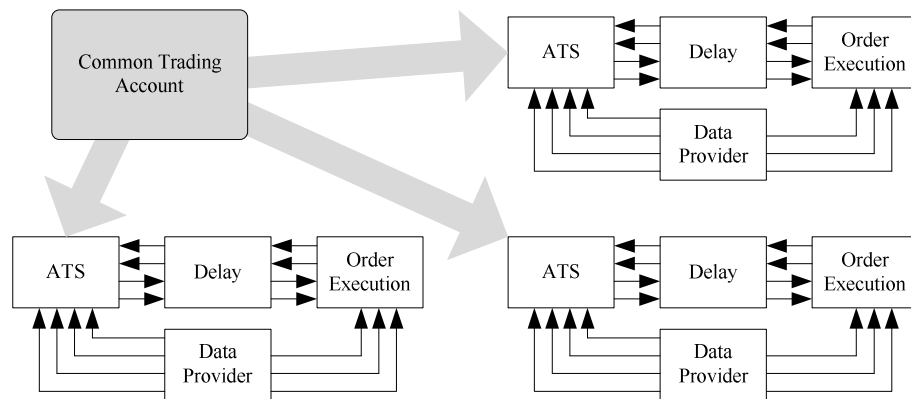 Common Trading
Account
ATS
Delay
Order
Execution
Data
Provider
ATS
Delay
Order
Execution
Data
Provider
ATS
Delay
Order
Execution
Data
Provider